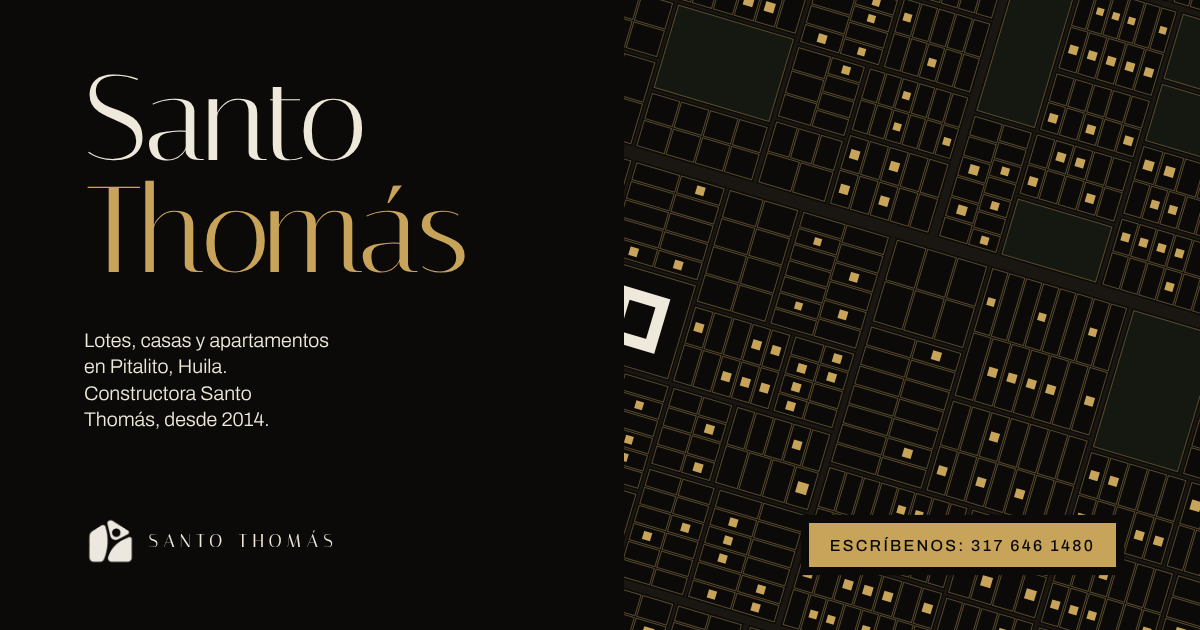 Santo
Thomás
Lotes, casas y apartamentos
en Pitalito, Huila.
Constructora Santo
Thomás, desde 2014.
SANTO THOMÁS
ESCRÍBENOS: 317 646 1480